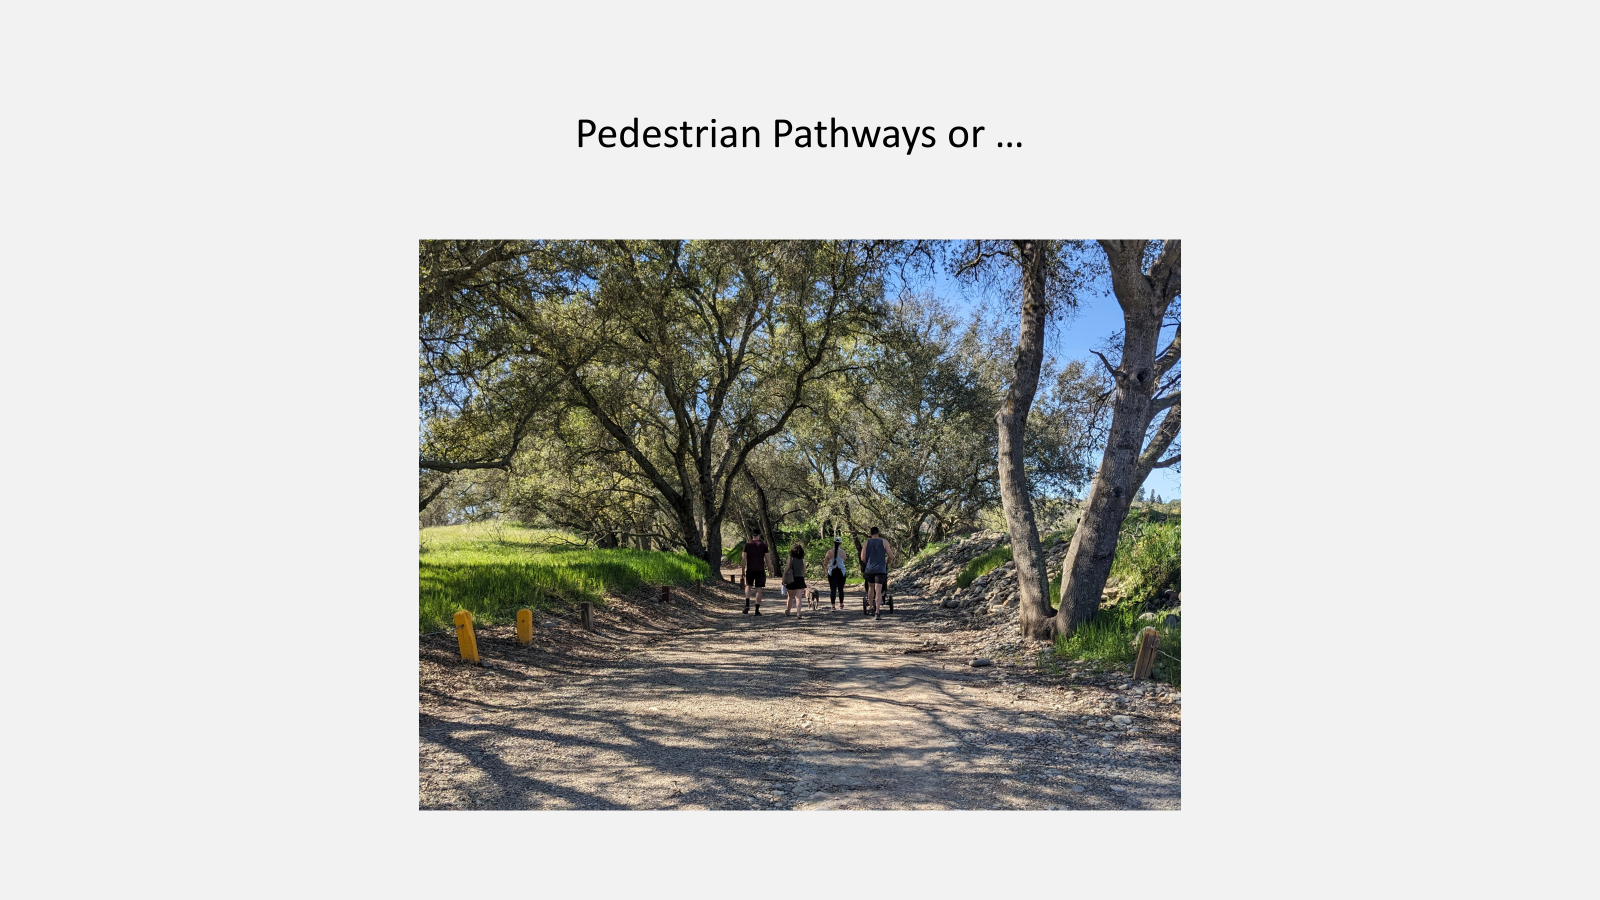 Pedestrian Pathways or …